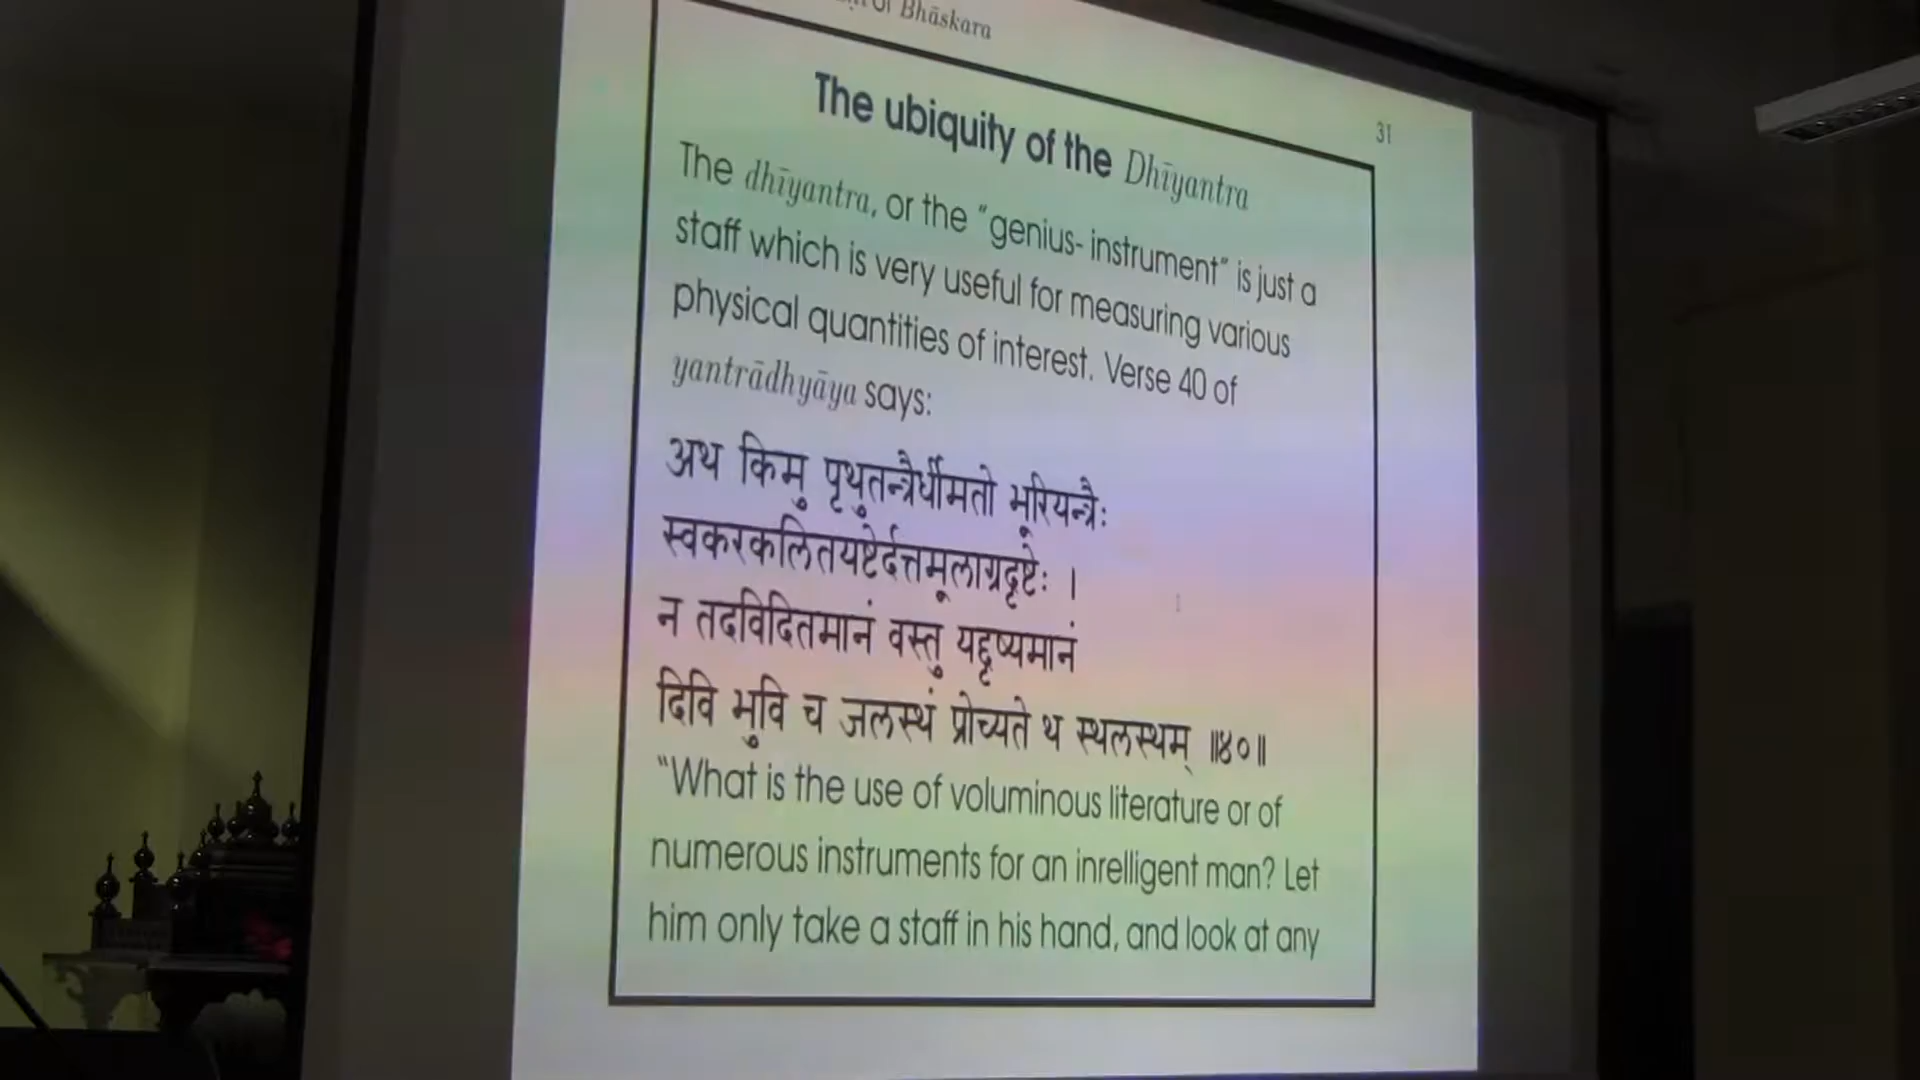 of Bhāskara
31
The ubiquity of the Dhīyantra
The dhīyantra, or the "genius- instrument" is just a
staff which is very useful for measuring various
physical quantities of interest. Verse 40 of
yantrādhyāya says:
अथ किमु पृथुतन्त्रैर्धीमतो भूरियन्त्रैः
स्वकरकलितयष्टेर्दत्तमूलाग्रदृष्टेः ।
न तदविदितमानं वस्तु यद्दृष्यमानं
दिवि भुवि च जलस्थं प्रोच्यते थ स्थलस्थम् ॥४०॥
"What is the use of voluminous literature or of
numerous instruments for an inrelligent man? Let
him only take a staff in his hand, and look at any